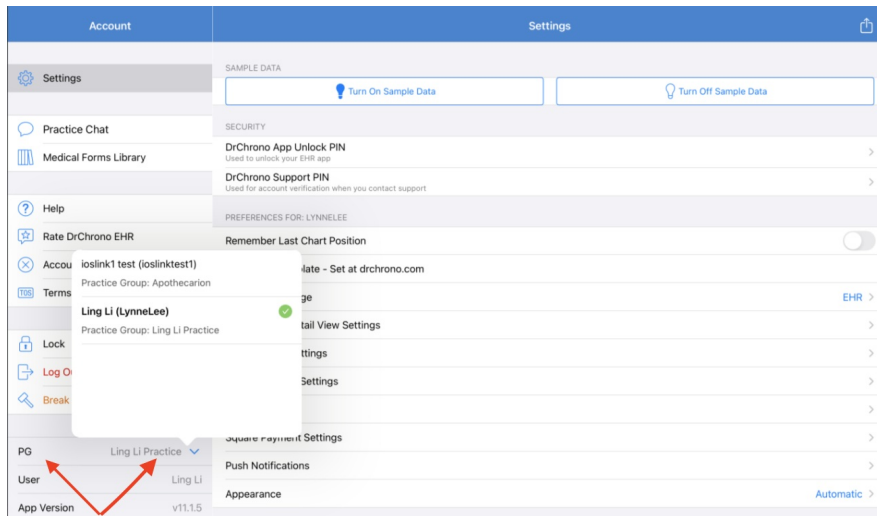 Account
Settings
Settings
Practice Chat
Medical Forms Library
Help
Rate DrChrono EHR
Accou
Terms
Lock
Log O
Break
PG
Ling Li Practice
User
Ling Li
App Version
v11.1.5
ioslink1 test (ioslinktest1)
Practice Group: Apothecarion
Ling Li (LynneLee)
Practice Group: Ling Li Practice
SAMPLE DATA
Turn On Sample Data
Turn Off Sample Data
SECURITY
DrChrono App Unlock PIN
Used to unlock your EHR app
DrChrono Support PIN
Used for account verification when you contact support
PREFERENCES FOR: LYNNELEE
Remember Last Chart Position
late - Set at drchrono.com
ge
EHR
tail View Settings
ttings
Settings
Square Payment Settings
Push Notifications
Appearance
Automatic